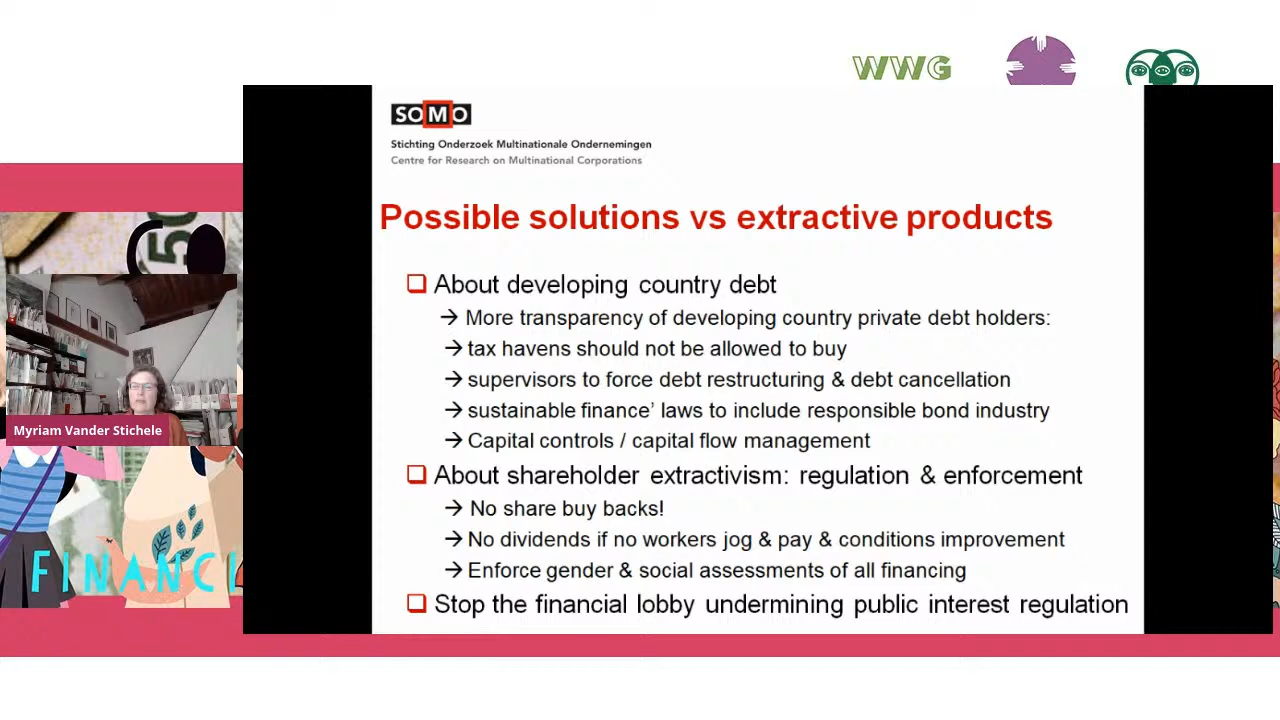 WWG
SOMO
Stichting Onderzoek Multinationale Ondernemingen
Centre for Research on Multinational Corporations
Possible solutions vs extractive products
About developing country debt
→ More transparency of developing country private debt holders:
→ tax havens should not be allowed to buy
→ supervisors to force debt restructuring & debt cancellation
→ sustainable finance’ laws to include responsible bond industry
→ Capital controls / capital flow management
About shareholder extractivism: regulation & enforcement
→ No share buy backs!
→ No dividends if no workers jog & pay & conditions improvement
→ Enforce gender & social assessments of all financing
Stop the financial lobby undermining public interest regulation
Myriam Vander Stichele
FINANCI